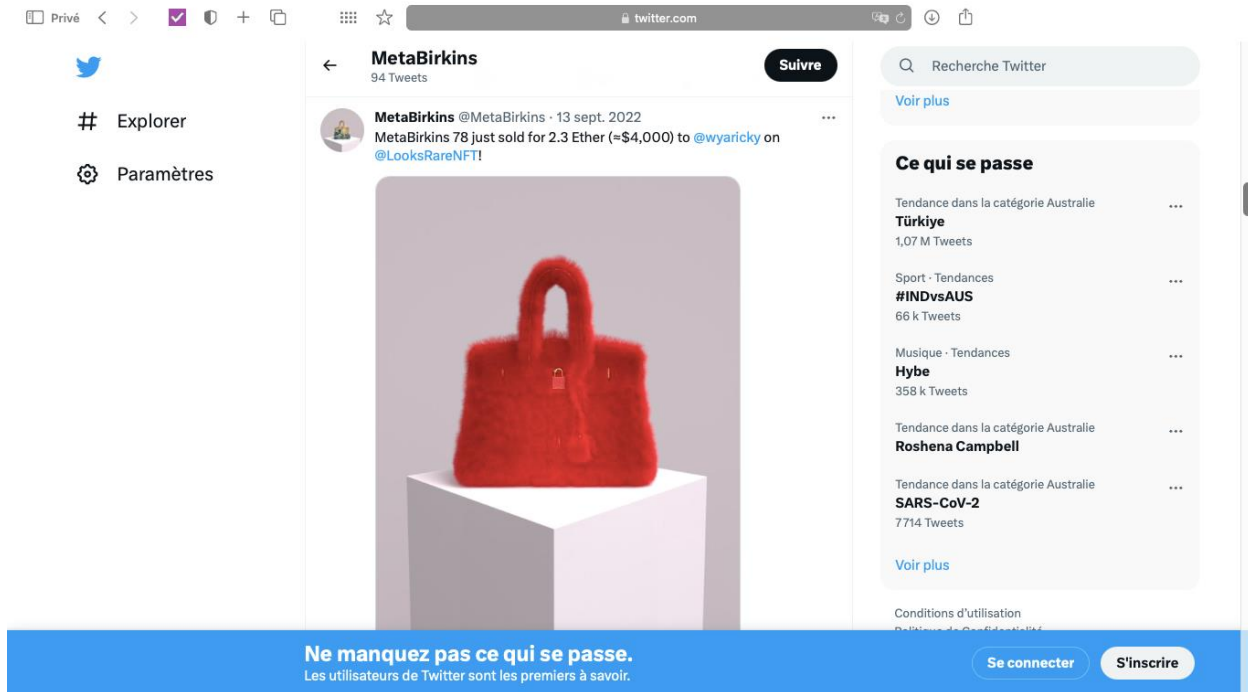 Privé
twitter.com
MetaBirkins
94 Tweets
Suivre
Recherche Twitter
Explorer
Paramètres
MetaBirkins @MetaBirkins · 13 sept. 2022
MetaBirkins 78 just sold for 2.3 Ether (≈$4,000) to @wyaricky on
@LooksRareNFT!
Voir plus
Ce qui se passe
Tendance dans la catégorie Australie
Türkiye
1,07 M Tweets
Sport · Tendances
#INDvsAUS
66 k Tweets
Musique · Tendances
Hybe
358 k Tweets
Tendance dans la catégorie Australie
Roshena Campbell
Tendance dans la catégorie Australie
SARS-CoV-2
7714 Tweets
Voir plus
Conditions d'utilisation
Ne manquez pas ce qui se passe.
Les utilisateurs de Twitter sont les premiers à savoir.
Se connecter
S'inscrire